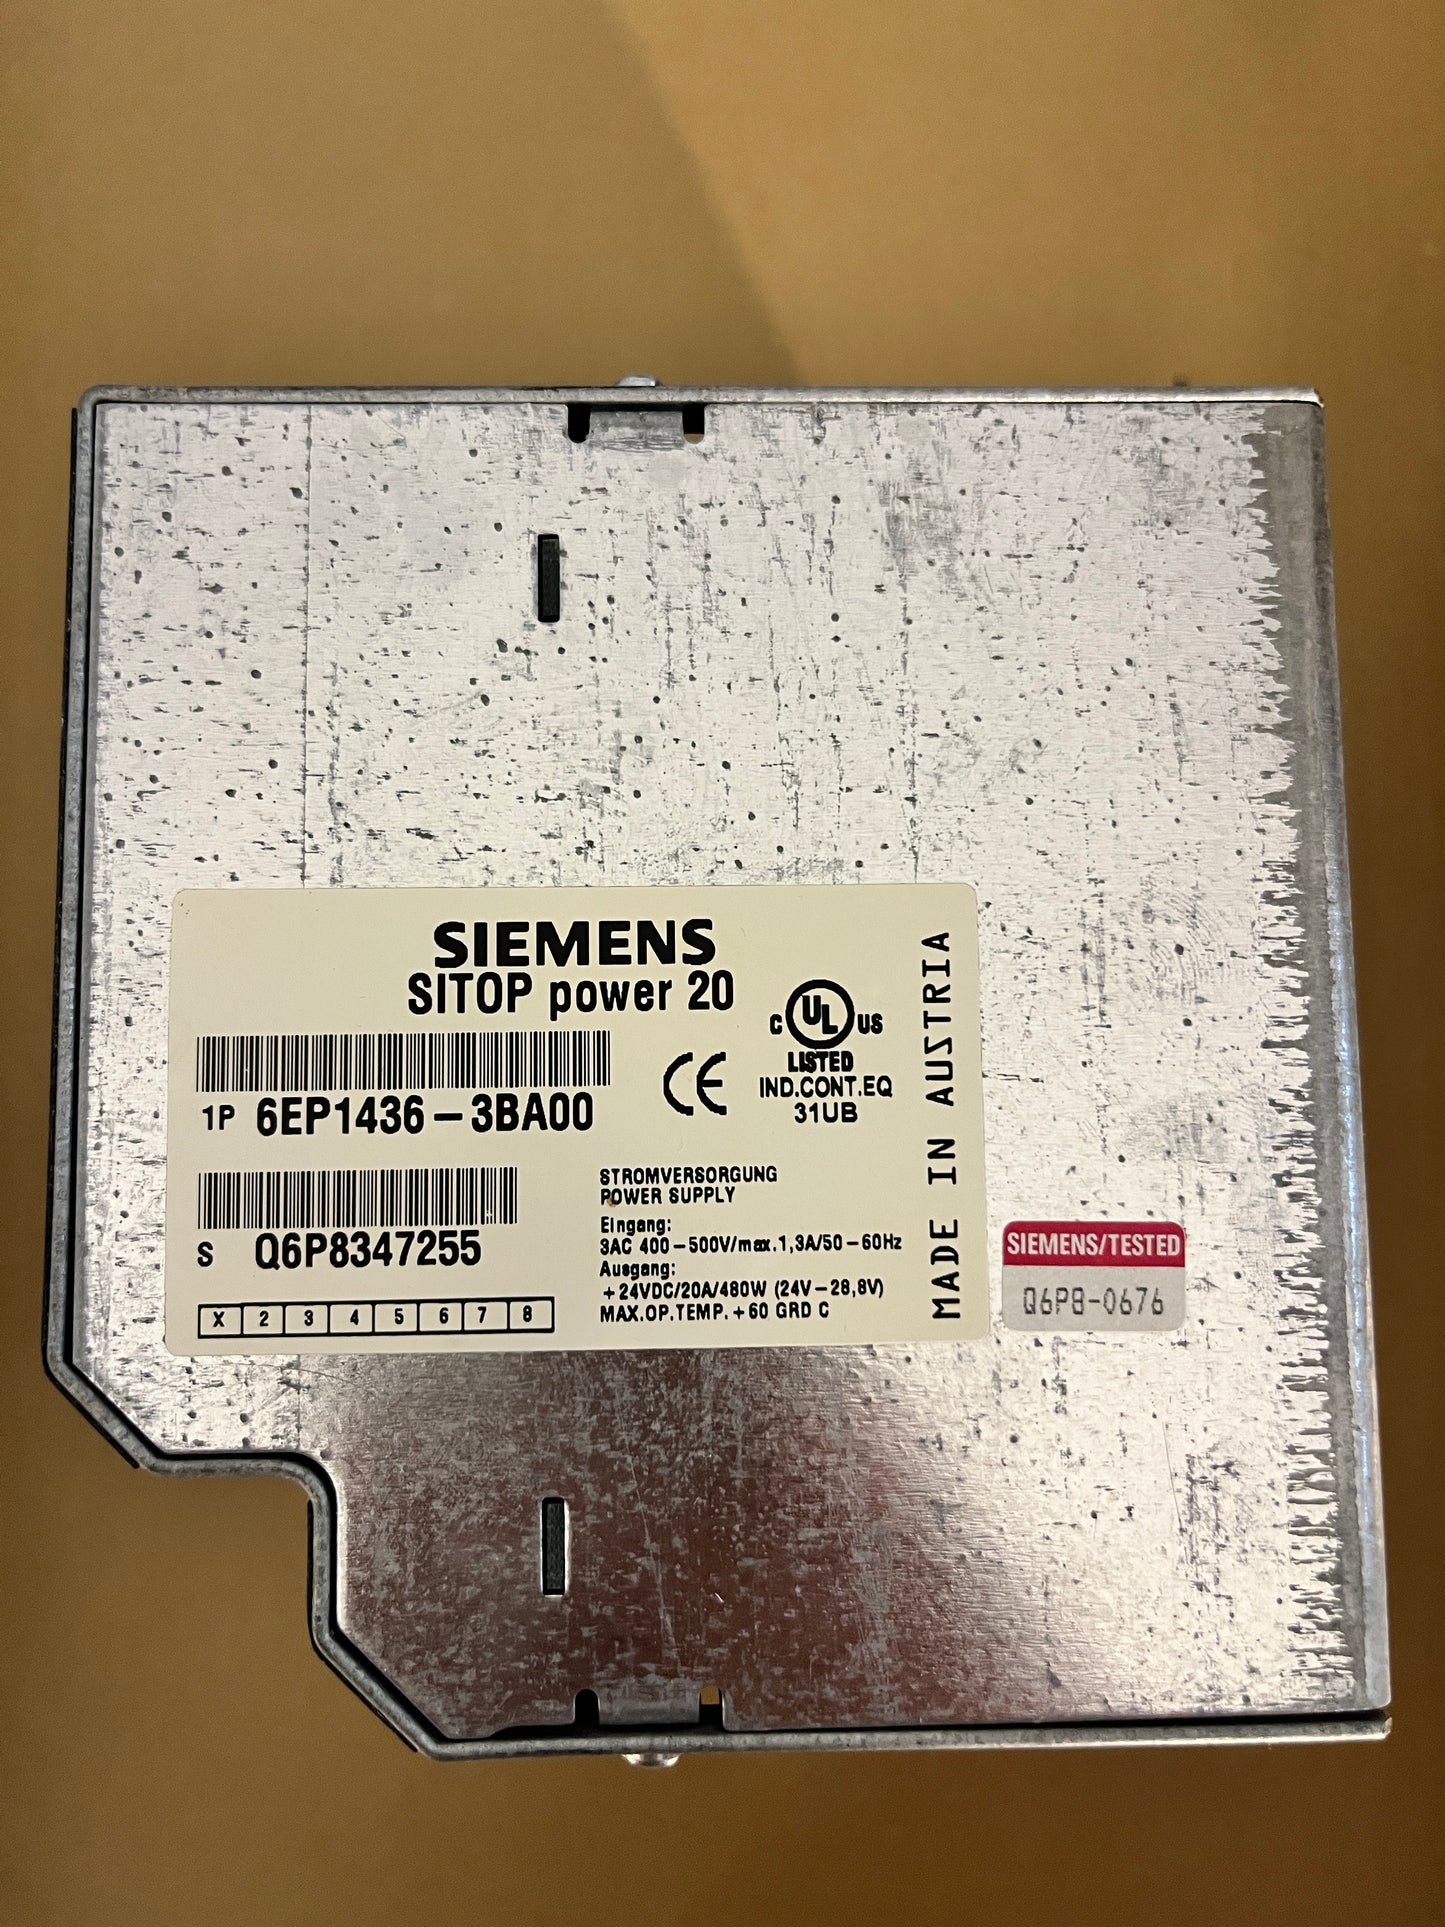 SIEMENS
SITOP power 20
C UL US
LISTED
IND.CONT.EQ
31UB
CE
1P 6EP1436-3BA00
S Q6P8347255
X 2 3 4 5 6 7 8
STROMVERSORGUNG
POWER SUPPLY
Eingang:
3AC 400-500V/max.1,3A/50-60Hz
Ausgang:
+24VDC/20A/480W (24V-28,8V)
MAX.OP.TEMP.+60 GRD C
MADE IN AUSTRIA
SIEMENS/TESTED
Q6P8-0676